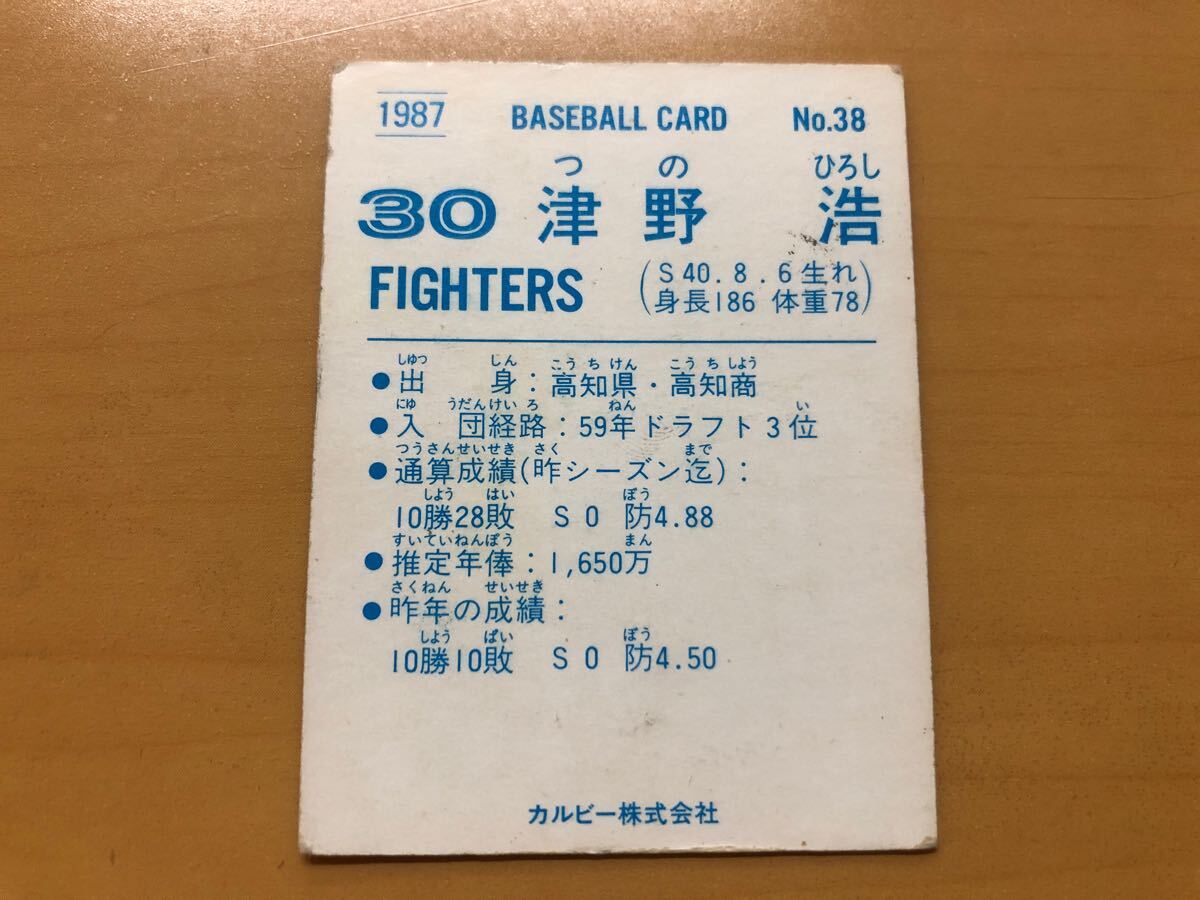 1987 BASEBALL CARD No.38
つ の ひろし
30 津野 浩
FIGHTERS
(S40.8.6生れ
身長186 体重78)
しゅつ じん こうちけん こうちしよう
●出 身:高知県・高知商
にゆ うだんけいろ ねん い
●入 団経路:59年ドラフト3位
つうさんせいせき さく まで
●通算成績(昨シーズン迄):
しよう はい ぼう
10勝28敗 S0 防4.88
すいていねんぽう まん
●推定年俸:1,650万
さくねん せいせき
●昨年の成績:
しよう ぱい ぼう
10勝10敗 S0 防4.50
カルビー株式会社